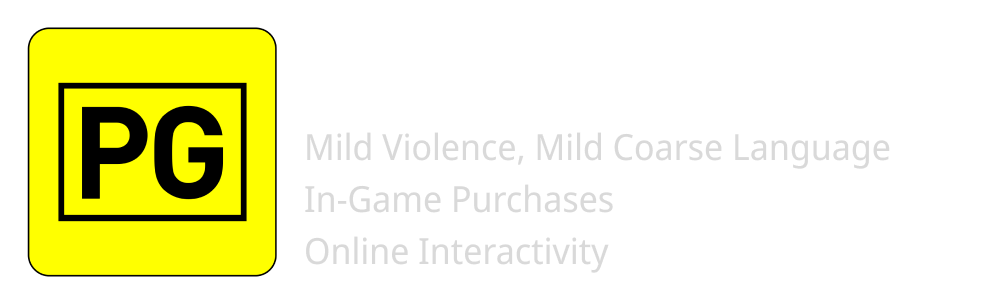 PG
Mild Violence, Mild Coarse Language
In-Game Purchases
Online Interactivity